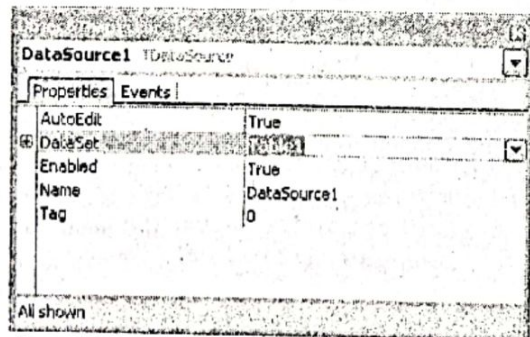 DataSource1 TDataSource
Properties Events
AutoEdit True
DataSet Table1
Enabled True
Name DataSource1
Tag 0
All shown